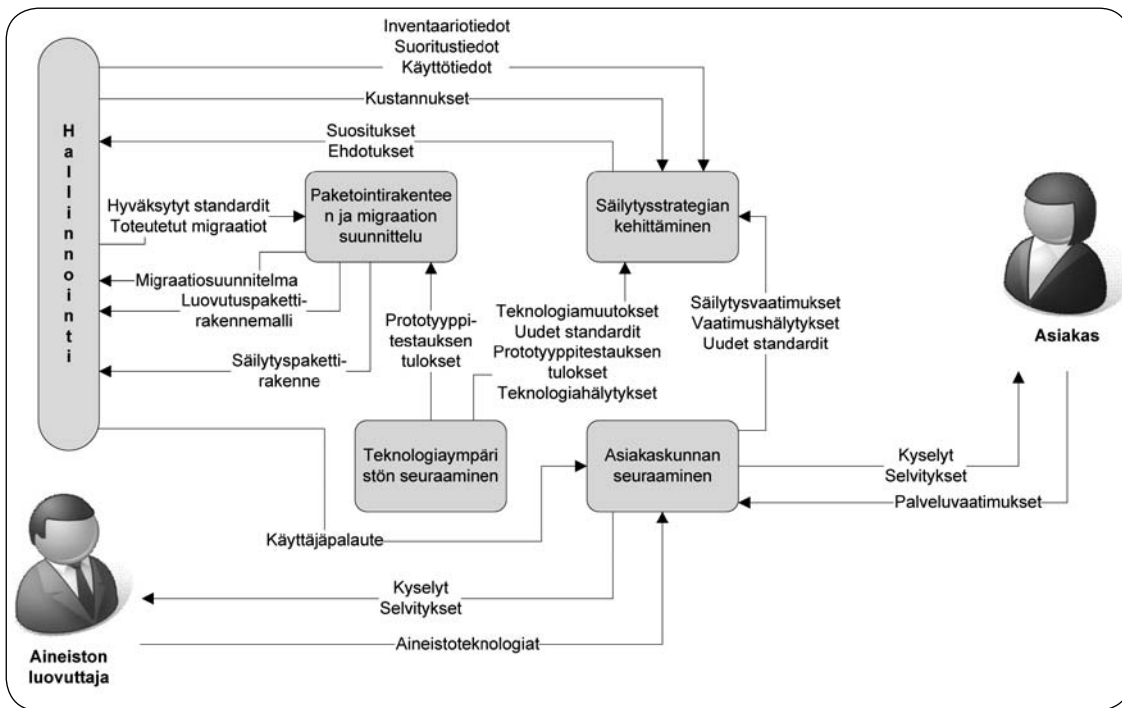 Inventaariotiedot
Suoritustiedot
Käyttötiedot
Kustannukset
Suositukset
Ehdotukset
Hallinnointi
Hyväksytyt standardit
Toteutetut migraatiot
Paketointirakentee
n ja migraation
suunnittelu
Säilytysstrategian
kehittäminen
Migraatiosuunnitelma
Luovutuspaketti-
rakennemalli
Säilytyspaketti-
rakenne
Prototyyppi-
testauksen
tulokset
Teknologiamuutokset
Uudet standardit
Prototyyppitestauksen
tulokset
Teknologiahälytykset
Säilytysvaatimukset
Vaatimushälytykset
Uudet standardit
Asiakas
Teknologiaympäri
stön seuraaminen
Asiakaskunnan
seuraaminen
Kyselyt
Selvitykset
Palveluvaatimukset
Käyttäjäpalaute
Kyselyt
Selvitykset
Aineistoteknologiat
Aineiston
luovuttaja